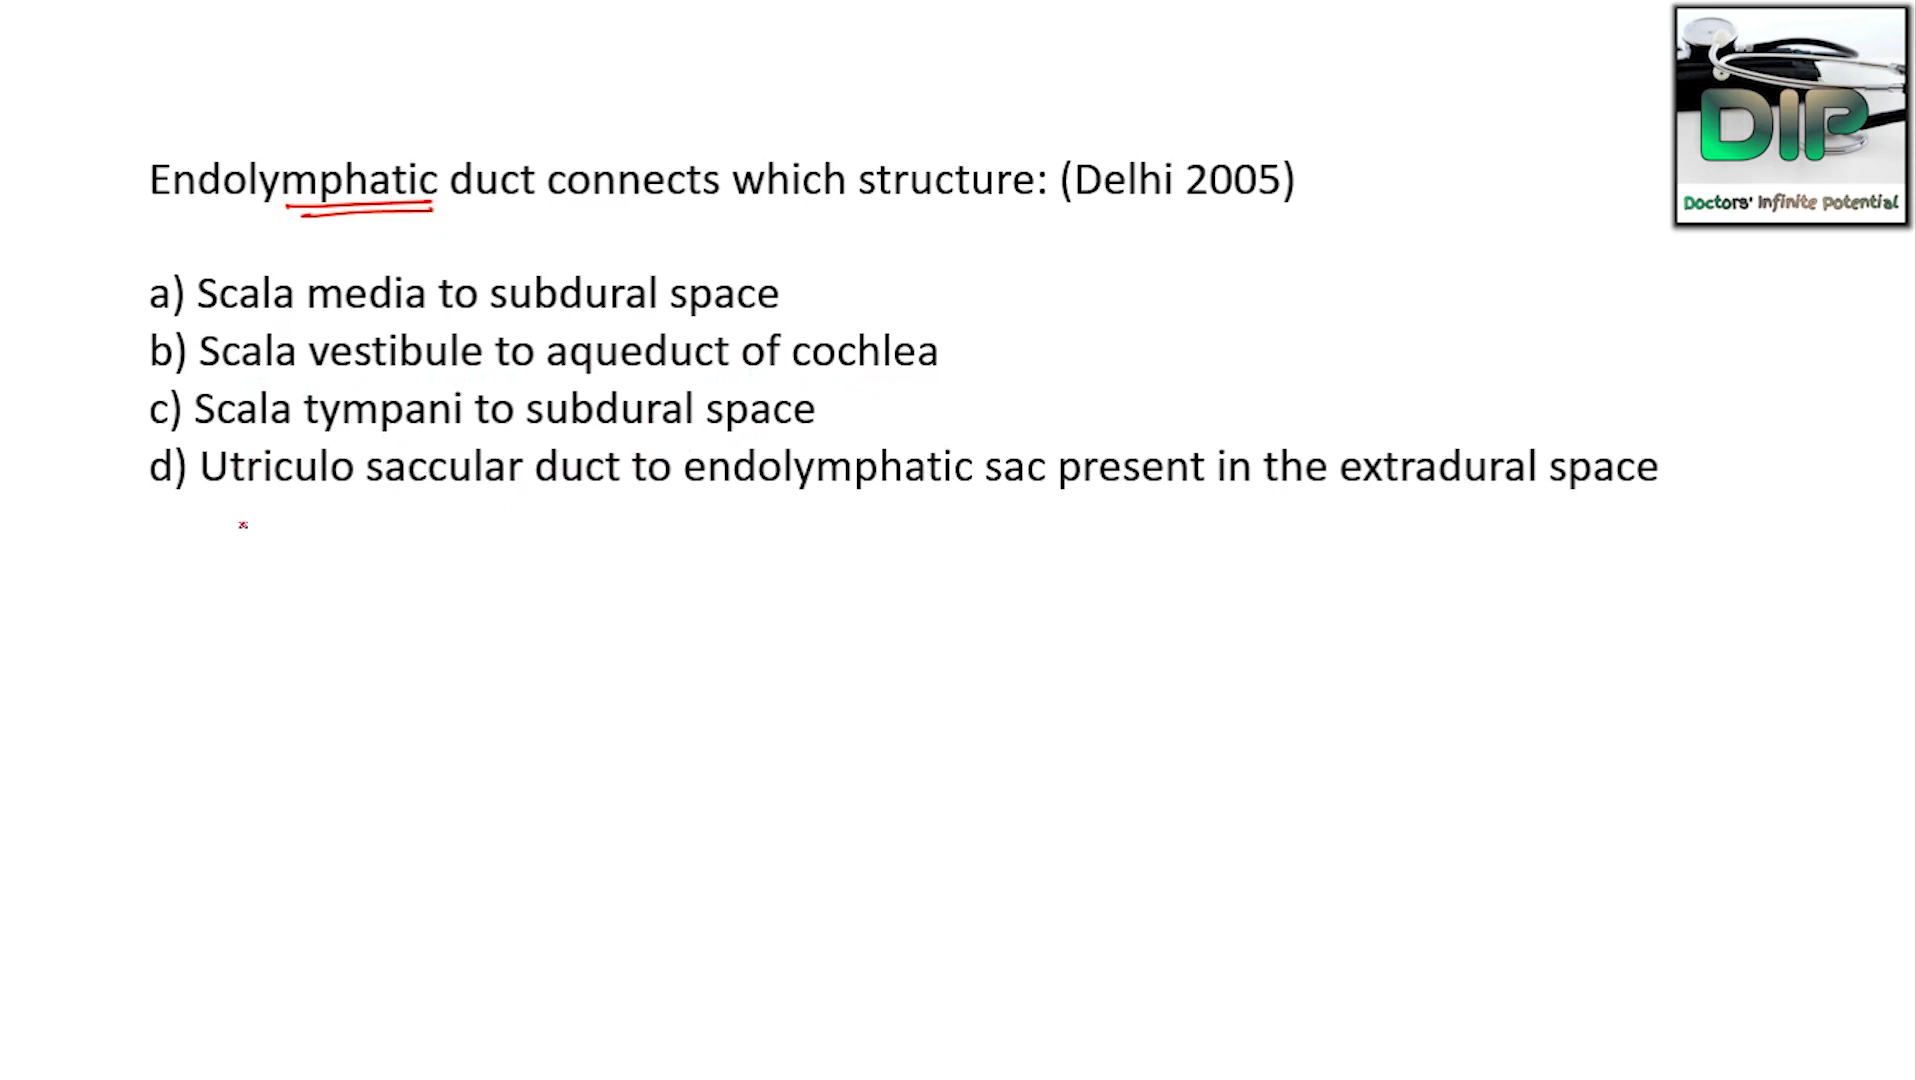 Endolymphatic duct connects which structure: (Delhi 2005)
a) Scala media to subdural space
b) Scala vestibule to aqueduct of cochlea
c) Scala tympani to subdural space
d) Utriculo saccular duct to endolymphatic sac present in the extradural space
DIP
Doctors' Infinite Potential